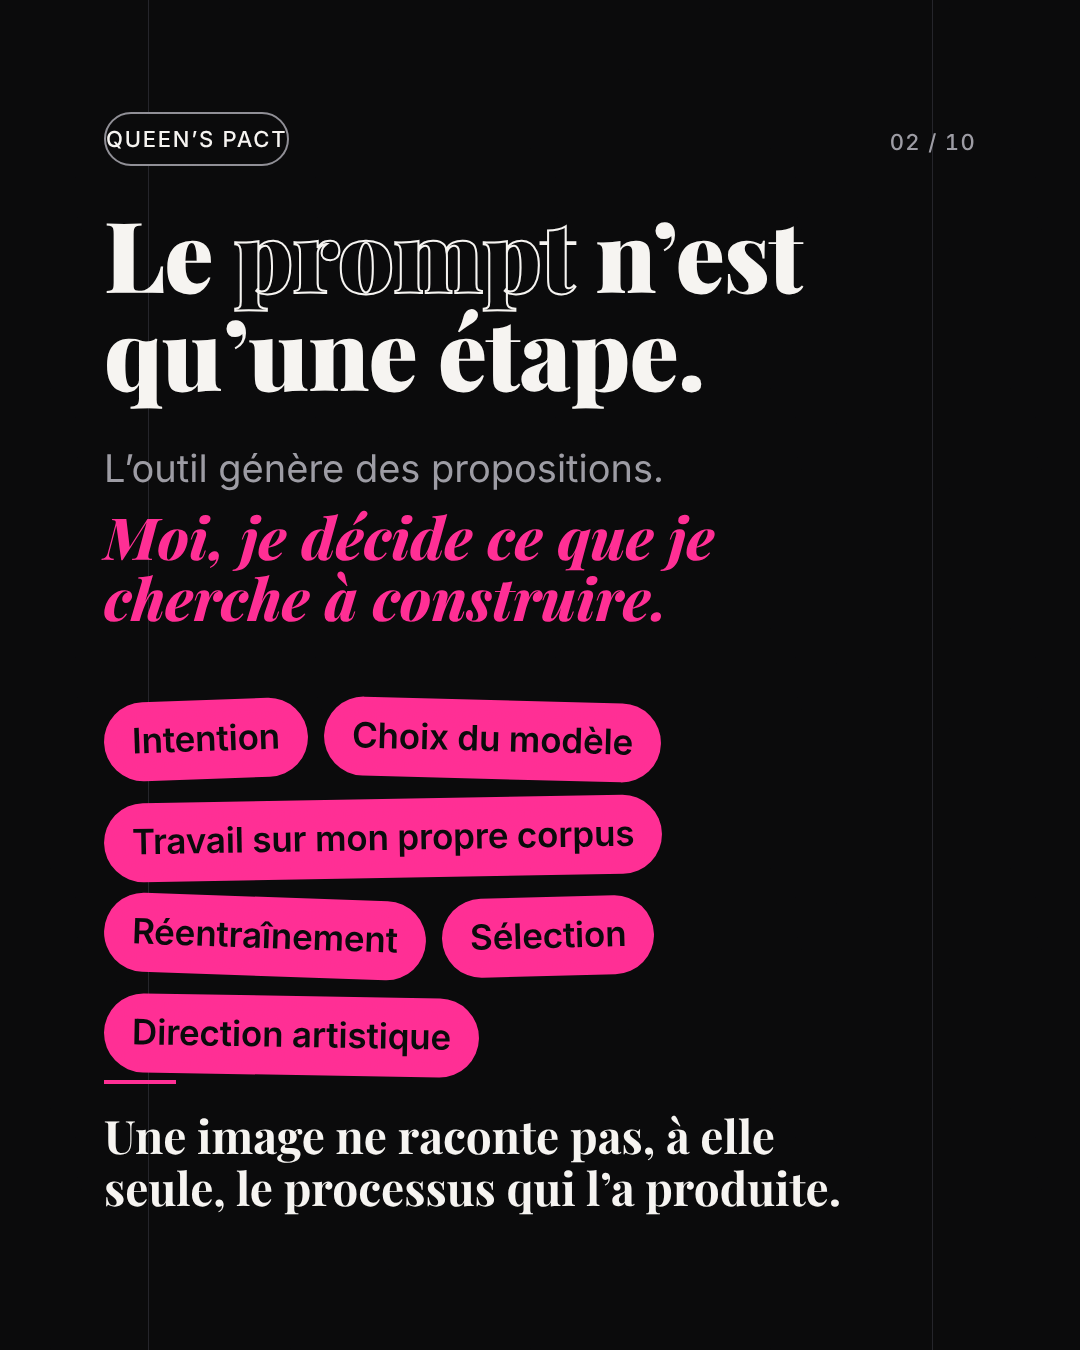 QUEEN’S PACT
02 / 10
Le prompt n’est
qu’une étape.
L’outil génère des propositions.
Moi, je décide ce que je
cherche à construire.
Intention
Choix du modèle
Travail sur mon propre corpus
Réentraînement
Sélection
Direction artistique
Une image ne raconte pas, à elle
seule, le processus qui l’a produite.